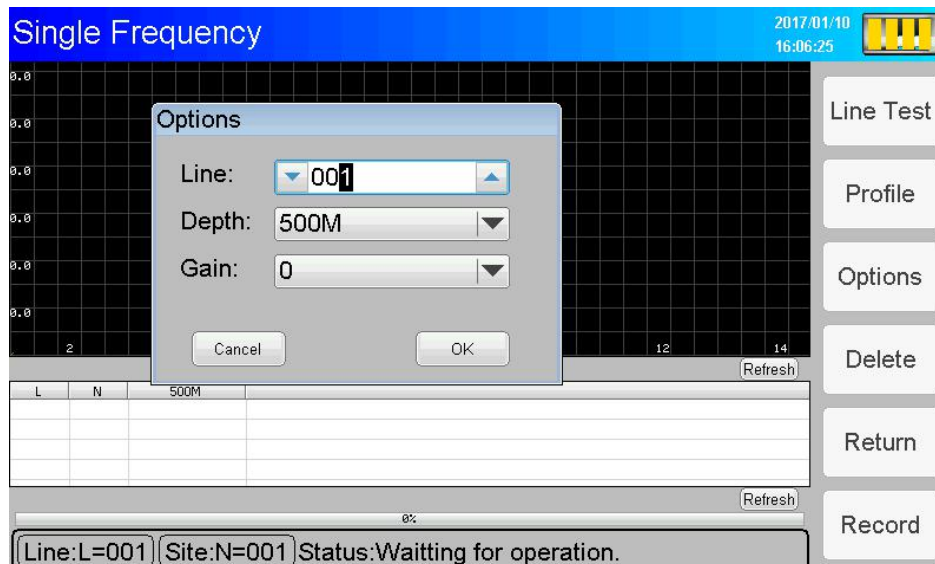 Single Frequency
2017/01/10
16:06:25
0.0
0.0
0.0
0.0
0.0
0.0
2
12
14
Options
Line:
001
Depth:
500M
Gain:
0
Cancel
OK
Refresh
L N 500M
Refresh
0%
Line:L=001 Site:N=001 Status:Waitting for operation.
Line Test
Profile
Options
Delete
Return
Record